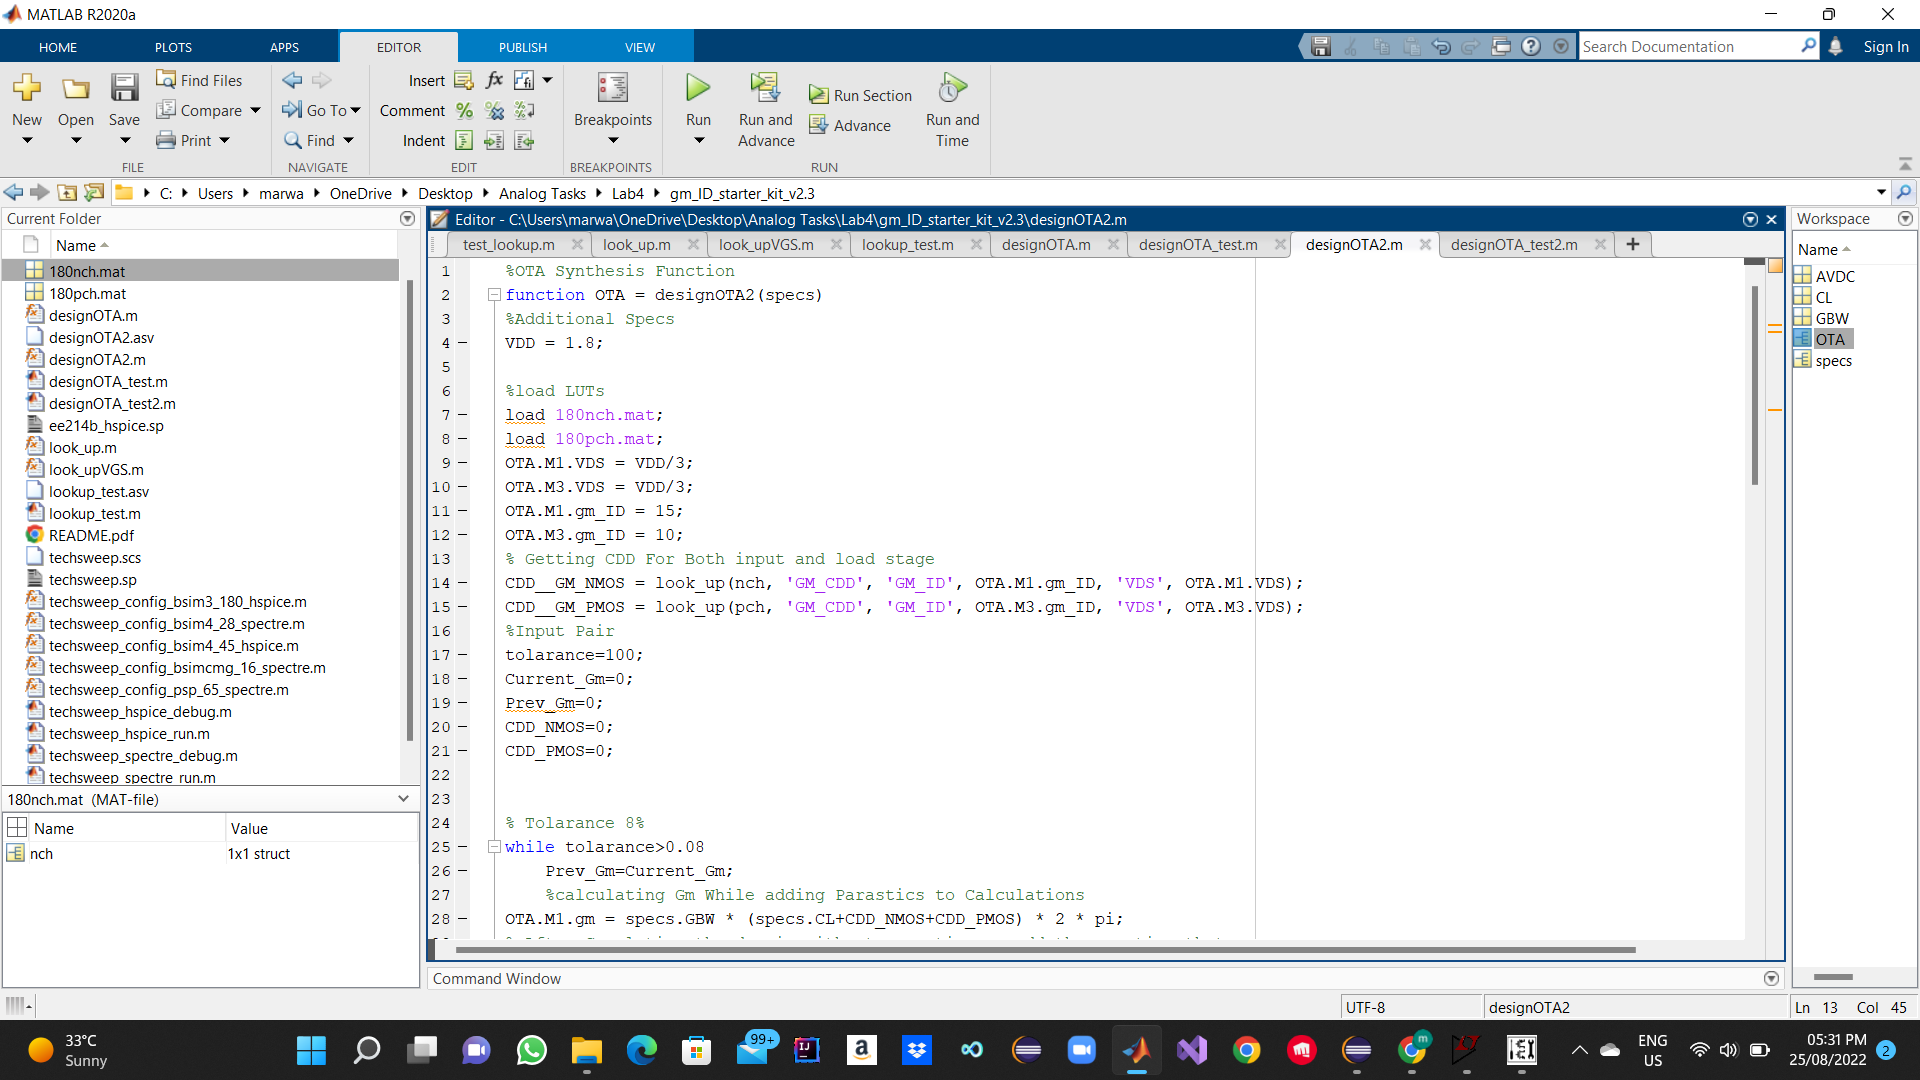 MATLAB R2020a
HOME PLOTS APPS EDITOR PUBLISH VIEW
Search Documentation
Sign In
New
Open
Save
Find Files
Compare
Print
FILE
Go To
Find
NAVIGATE
Insert
Comment
Indent
EDIT
Breakpoints
BREAKPOINTS
Run
Run and Advance
Run Section
Advance
Run and Time
RUN
C: Users marwa OneDrive Desktop Analog Tasks Lab4 gm_ID_starter_kit_v2.3
Current Folder
Name
180nch.mat
180pch.mat
designOTA.m
designOTA2.asv
designOTA2.m
designOTA_test.m
designOTA_test2.m
ee214b_hspice.sp
look_up.m
look_upVGS.m
lookup_test.asv
lookup_test.m
README.pdf
techsweep.scs
techsweep.sp
techsweep_config_bsim3_180_hspice.m
techsweep_config_bsim4_28_spectre.m
techsweep_config_bsim4_45_hspice.m
techsweep_config_bsimcmg_16_spectre.m
techsweep_config_psp_65_spectre.m
techsweep_hspice_debug.m
techsweep_hspice_run.m
techsweep_spectre_debug.m
techsweep_spectre_run.m
180nch.mat (MAT-file)
Name Value
nch 1x1 struct
Editor - C:\Users\marwa\OneDrive\Desktop\Analog Tasks\Lab4\gm_ID_starter_kit_v2.3\designOTA2.m
test_lookup.m look_up.m look_upVGS.m lookup_test.m designOTA.m designOTA_test.m designOTA2.m designOTA_test2.m
1 %OTA Synthesis Function
2 function OTA = designOTA2(specs)
3 %Additional Specs
4 VDD = 1.8;
5
6 %load LUTs
7 load 180nch.mat;
8 load 180pch.mat;
9 OTA.M1.VDS = VDD/3;
10 OTA.M3.VDS = VDD/3;
11 OTA.M1.gm_ID = 15;
12 OTA.M3.gm_ID = 10;
13 % Getting CDD For Both input and load stage
14 CDD__GM_NMOS = look_up(nch, 'GM_CDD', 'GM_ID', OTA.M1.gm_ID, 'VDS', OTA.M1.VDS);
15 CDD__GM_PMOS = look_up(pch, 'GM_CDD', 'GM_ID', OTA.M3.gm_ID, 'VDS', OTA.M3.VDS);
16 %Input Pair
17 tolarance=100;
18 Current_Gm=0;
19 Prev_Gm=0;
20 CDD_NMOS=0;
21 CDD_PMOS=0;
22
23
24 % Tolarance 8%
25 while tolarance>0.08
26 Prev_Gm=Current_Gm;
27 %calculating Gm While adding Parastics to Calculations
28 OTA.M1.gm = specs.GBW * (specs.CL+CDD_NMOS+CDD_PMOS) * 2 * pi;
Command Window
Workspace
Name
AVDC
CL
GBW
OTA
specs
UTF-8
designOTA2
Ln 13 Col 45
33°C
Sunny
99+
ENG
US
05:31 PM
25/08/2022
2